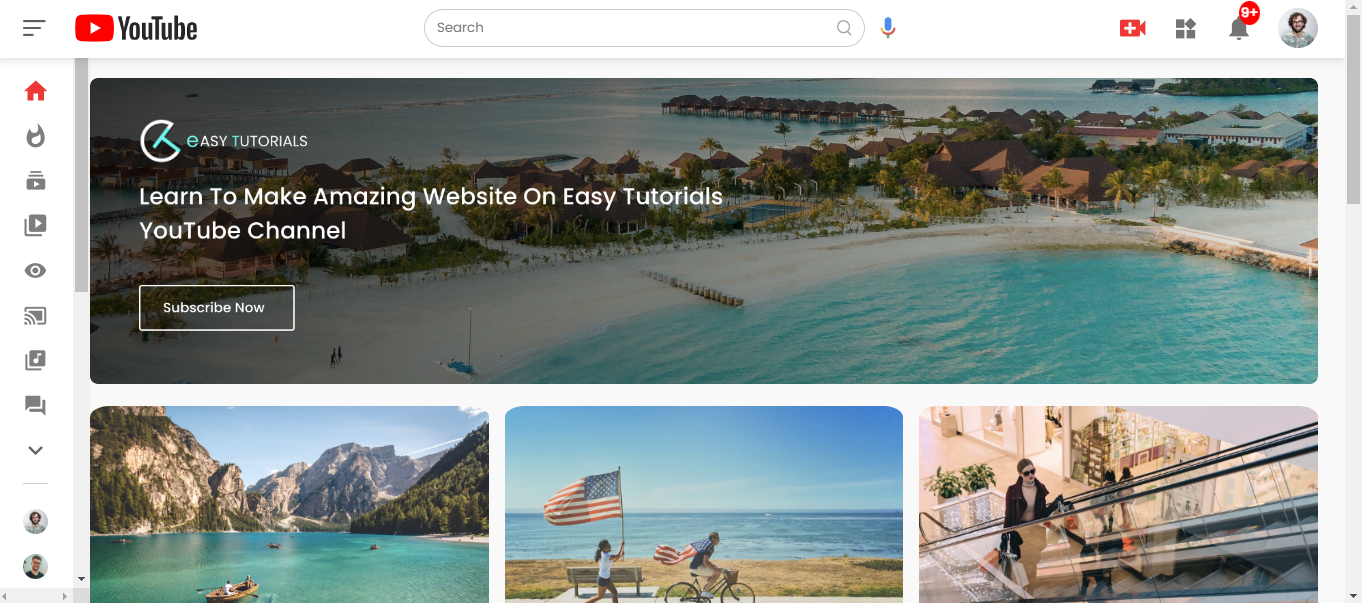 YouTube
Search
9+
eASY TUTORIALS
Learn To Make Amazing Website On Easy Tutorials
YouTube Channel
Subscribe Now